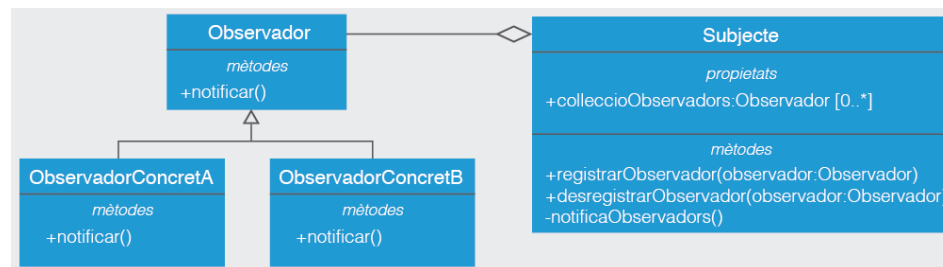 Observador
mètodes
+notificar()
Subjecte
propietats
+colleccioObservadors:Observador [0..*]
mètodes
+registrarObservador(observador:Observador)
+desregistrarObservador(observador:Observador)
-notificaObservadors()
ObservadorConcretA
mètodes
+notificar()
ObservadorConcretB
mètodes
+notificar()